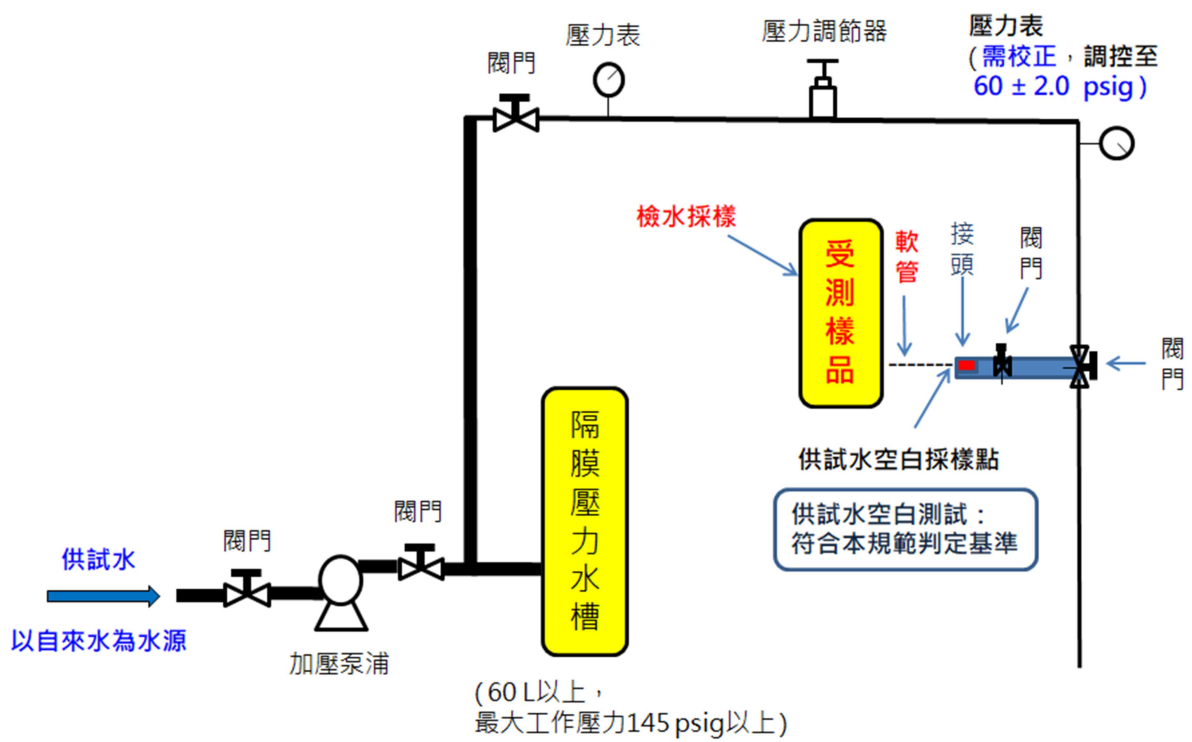 壓力表
壓力調節器
壓力表
(需校正，調控至
60 ± 2.0 psig)
閥門
檢水採樣
受測樣品
軟管
接頭
閥門
閥門
隔膜壓力水槽
供試水空白採樣點
供試水空白測試：
符合本規範判定基準
閥門
閥門
供試水
以自來水為水源
加壓泵浦
(60 L以上，
最大工作壓力145 psig以上)